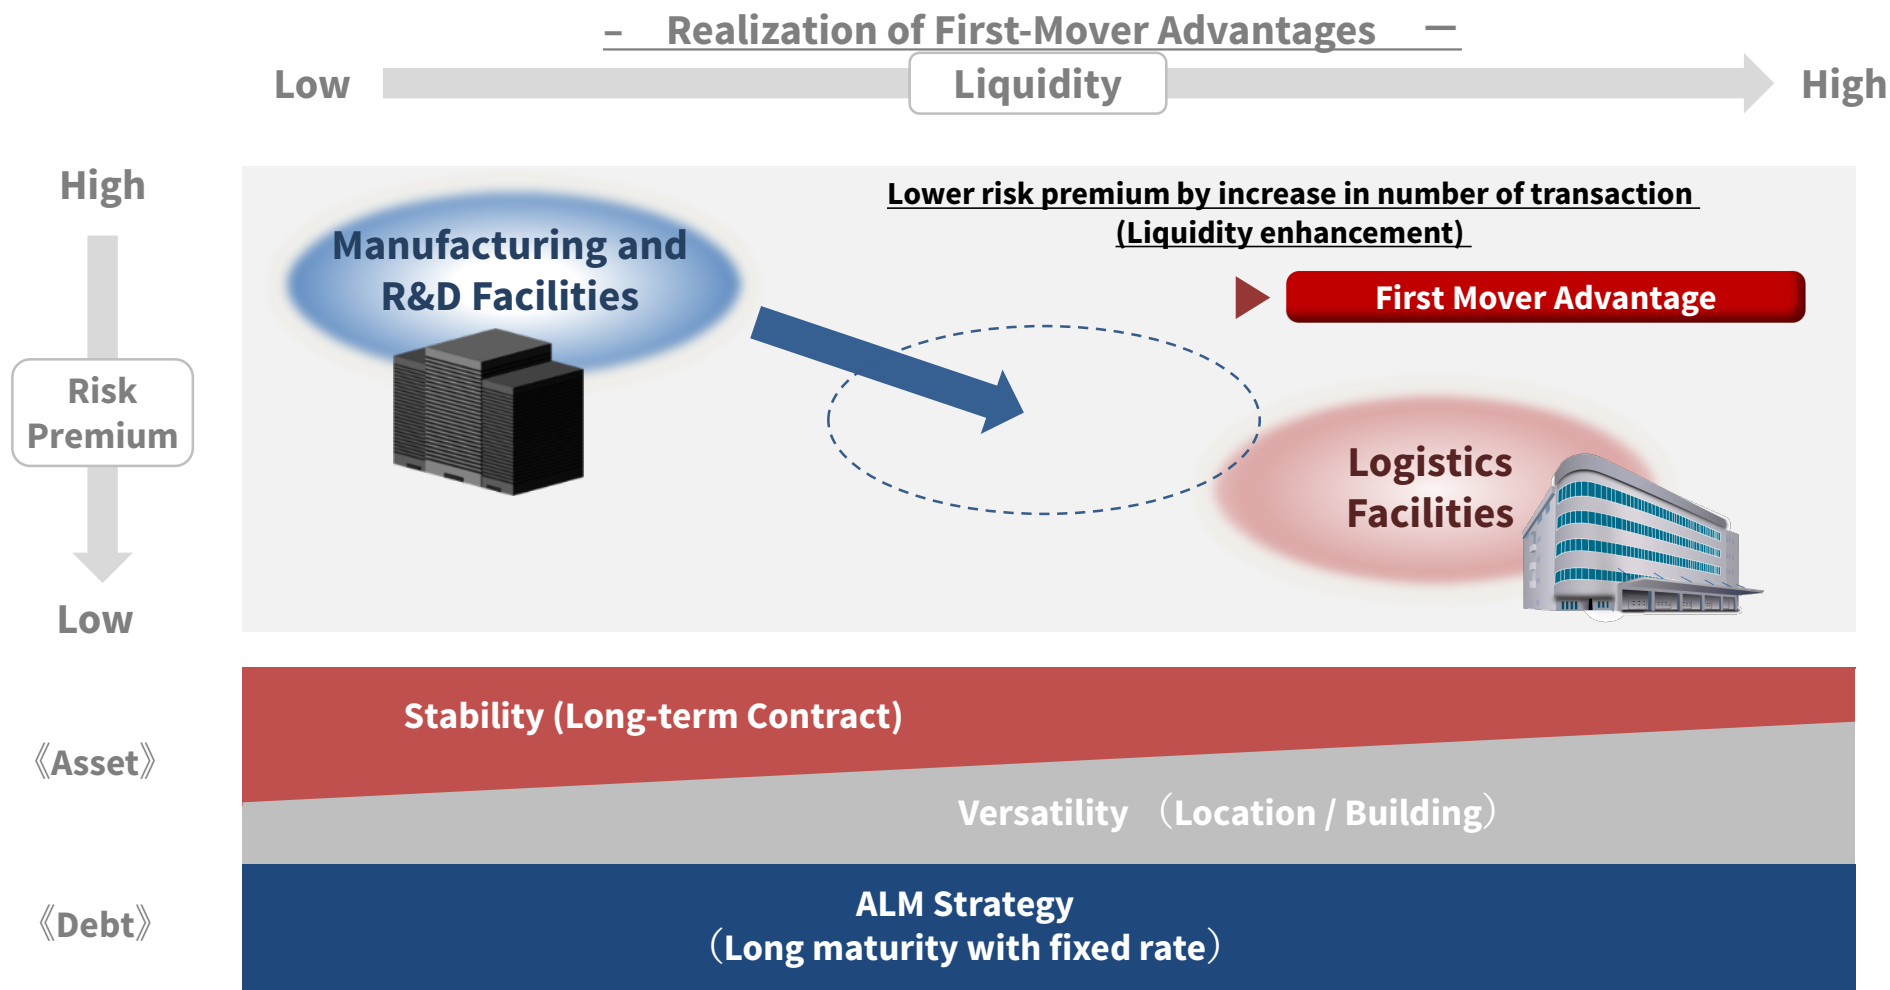 – Realization of First-Mover Advantages —
Low
Liquidity
High
High
Risk
Premium
Low
Manufacturing and
R&D Facilities
Lower risk premium by increase in number of transaction
(Liquidity enhancement)
First Mover Advantage
Logistics
Facilities
《Asset》
Stability (Long-term Contract)
Versatility （Location / Building）
《Debt》
ALM Strategy
（Long maturity with fixed rate）